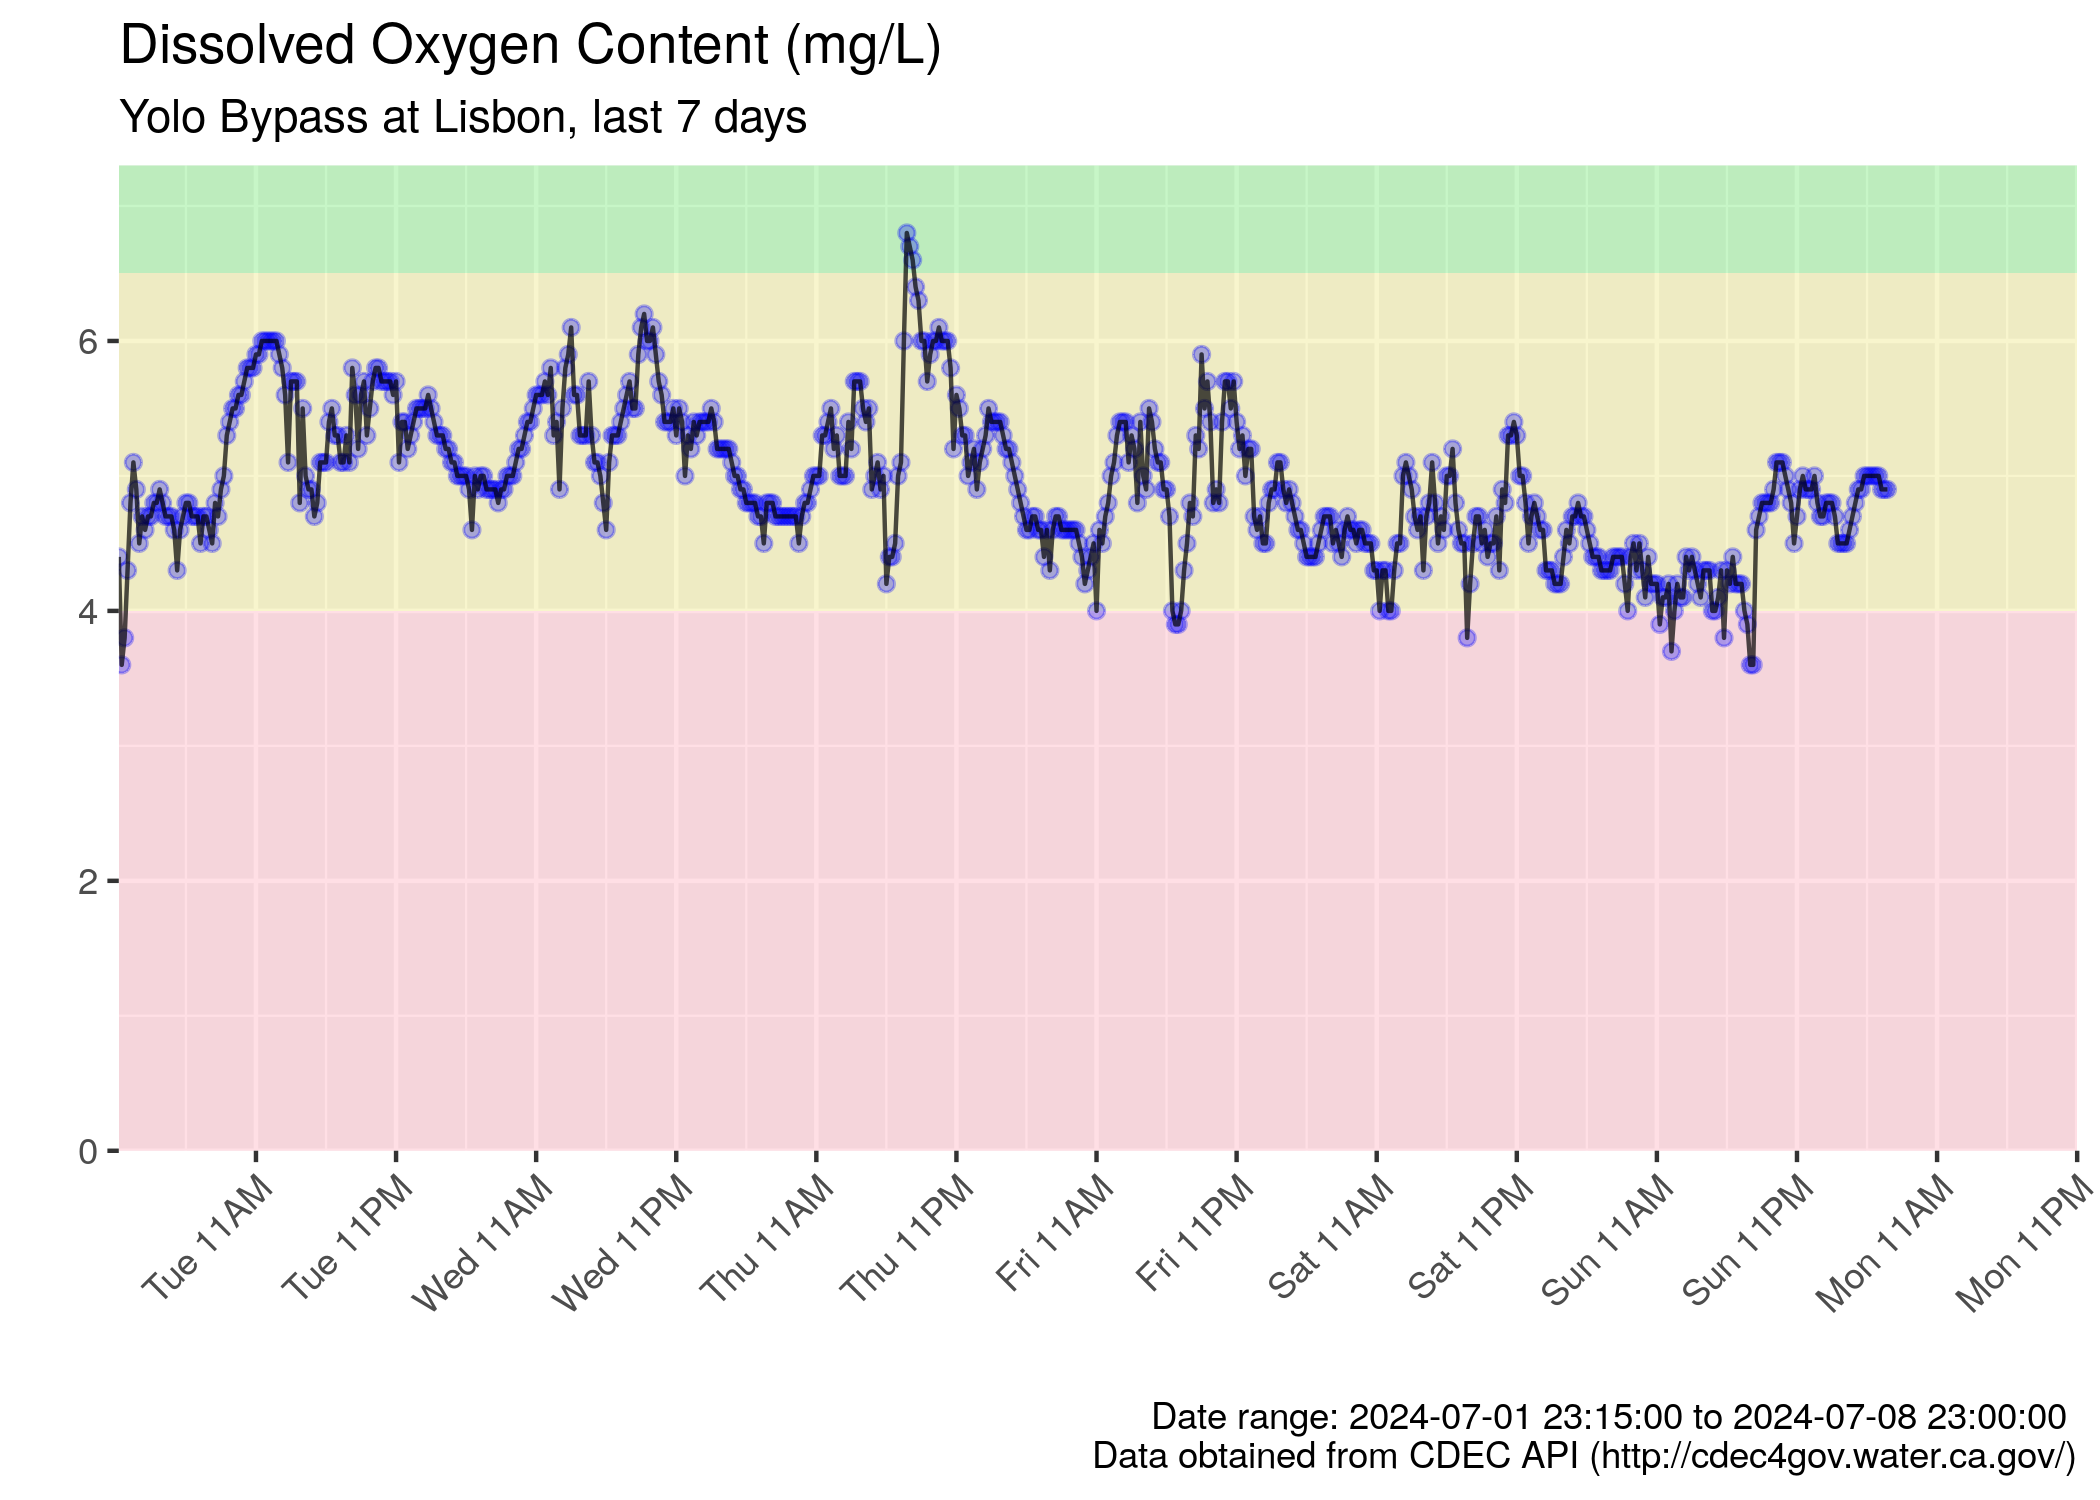 Dissolved Oxygen Content (mg/L)
Yolo Bypass at Lisbon, last 7 days
6
4
2
0
Tue 11AM
Tue 11PM
Wed 11AM
Wed 11PM
Thu 11AM
Thu 11PM
Fri 11AM
Fri 11PM
Sat 11AM
Sat 11PM
Sun 11AM
Sun 11PM
Mon 11AM
Mon 11PM
Date range: 2024-07-01 23:15:00 to 2024-07-08 23:00:00
Data obtained from CDEC API (http://cdec4gov.water.ca.gov/)